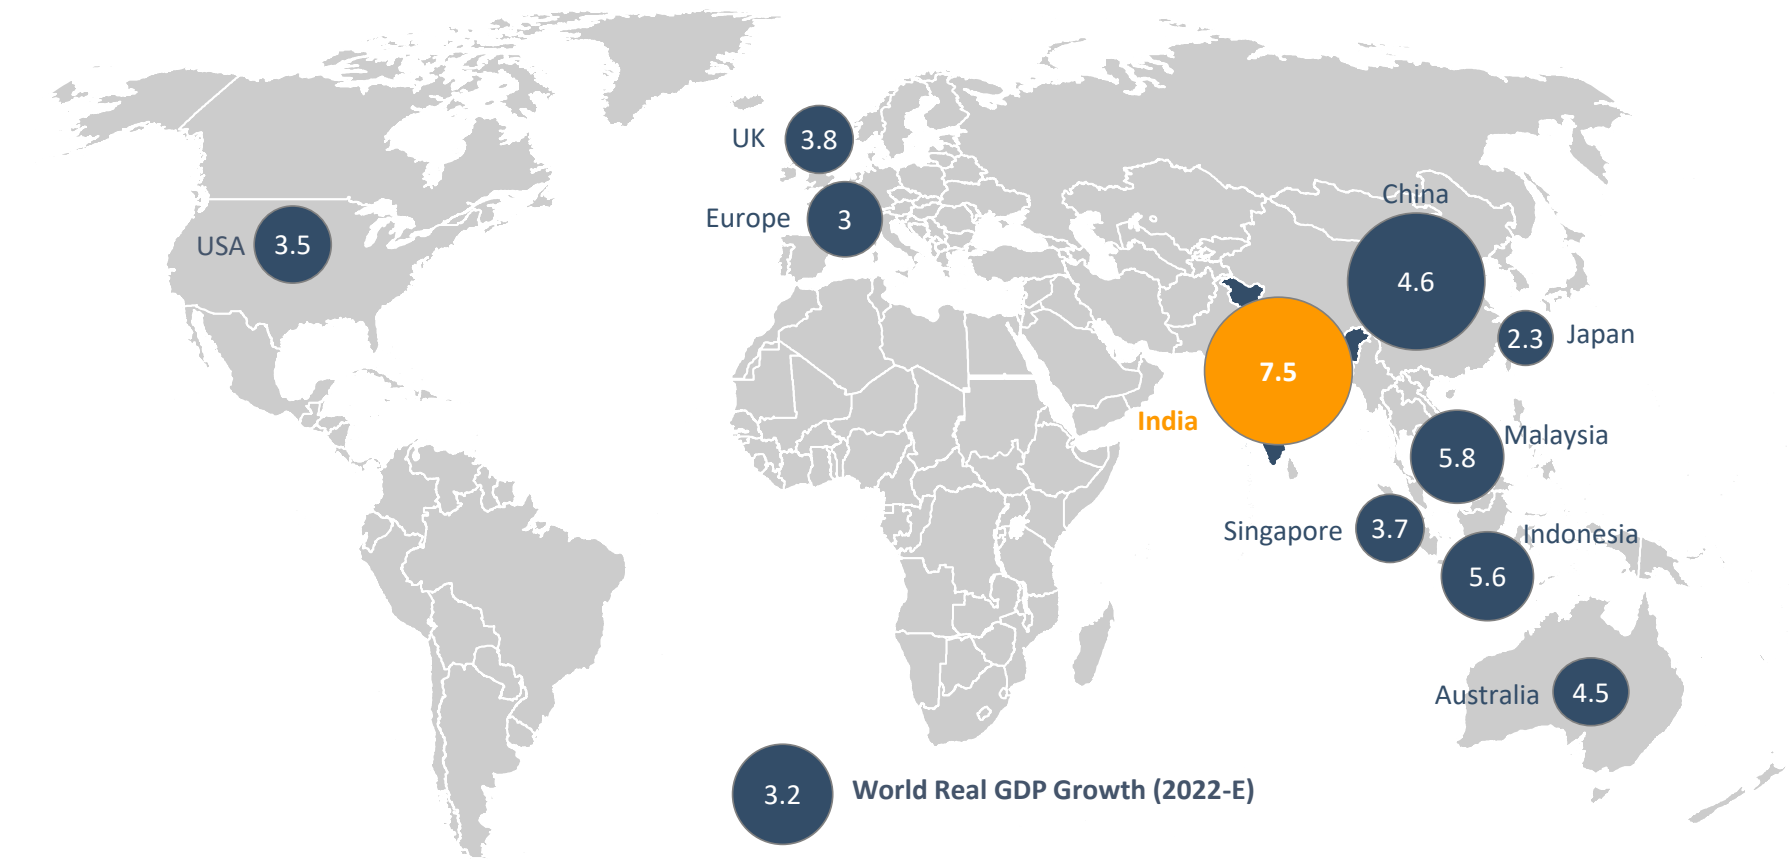 UK 3.8
China
Europe 3
USA 3.5
4.6
2.3 Japan
7.5
India
Malaysia
5.8
Singapore 3.7
Indonesia
5.6
Australia 4.5
3.2 World Real GDP Growth (2022-E)